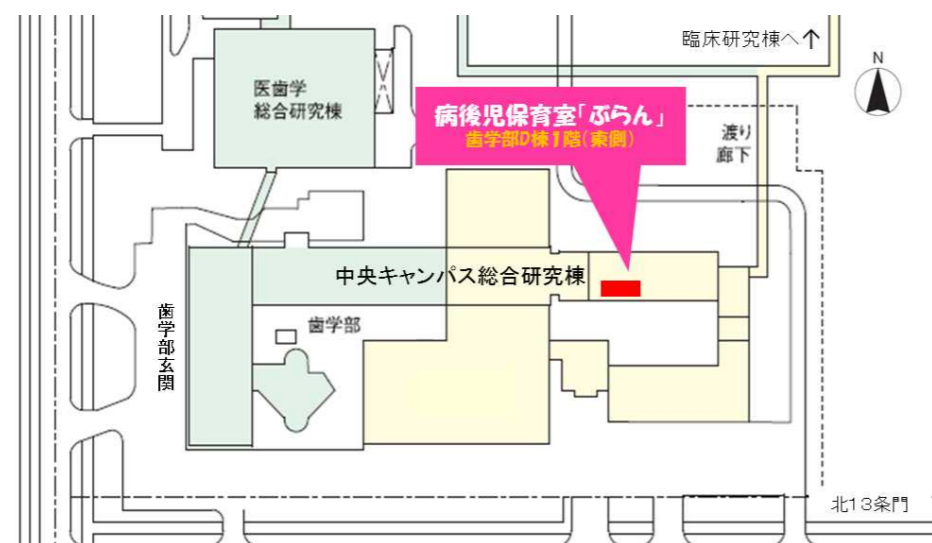 臨床研究棟へ↑
N
医歯学
総合研究棟
病後児保育室「ぷらん」
歯学部D棟1階(東側)
渡り
廊下
中央キャンパス総合研究棟
歯学部
歯学部玄関
北13条門